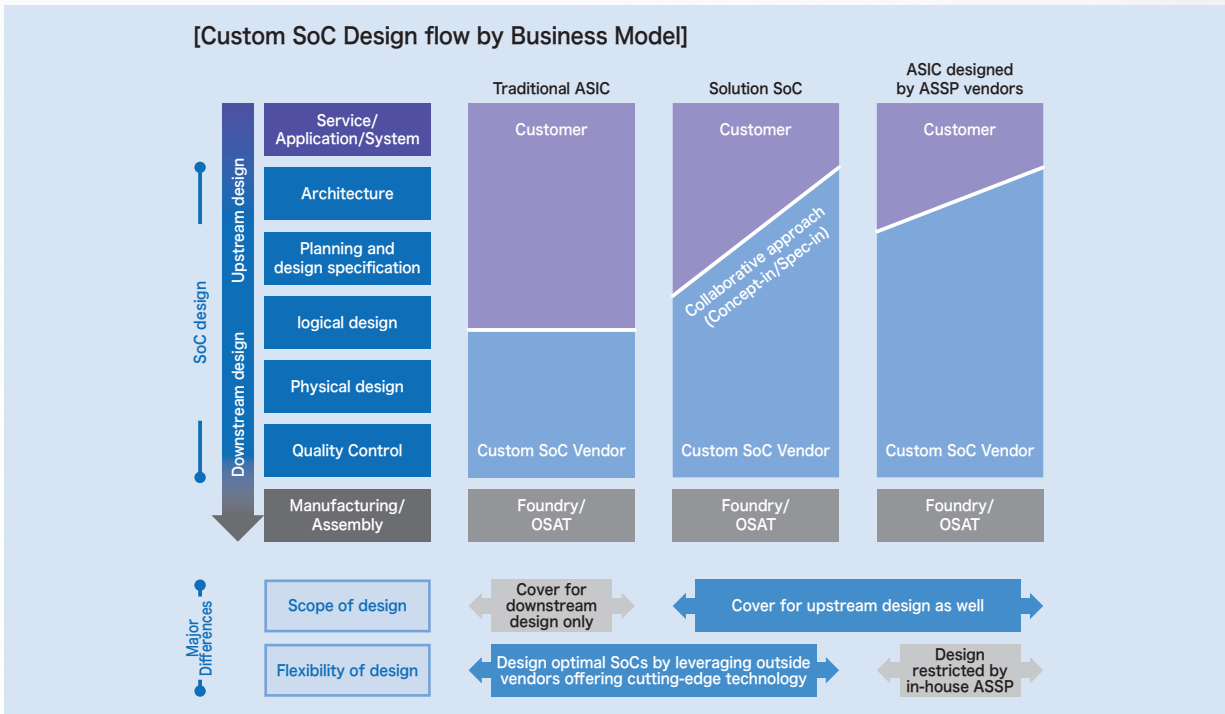 [Custom SoC Design flow by Business Model]
Traditional ASIC
Solution SoC
ASIC designed
by ASSP vendors
SoC design
Upstream design
Downstream design
Service/
Application/System
Architecture
Planning and
design specification
logical design
Physical design
Quality Control
Manufacturing/
Assembly
Customer
Custom SoC Vendor
Foundry/
OSAT
Customer
Collaborative approach
(Concept-in/Spec-in)
Custom SoC Vendor
Foundry/
OSAT
Customer
Custom SoC Vendor
Foundry/
OSAT
Major
Differences
Scope of design
Cover for
downstream
design only
Cover for upstream design as well
Flexibility of design
Design optimal SoCs by leveraging outside
vendors offering cutting-edge technology
Design
restricted by
in-house ASSP